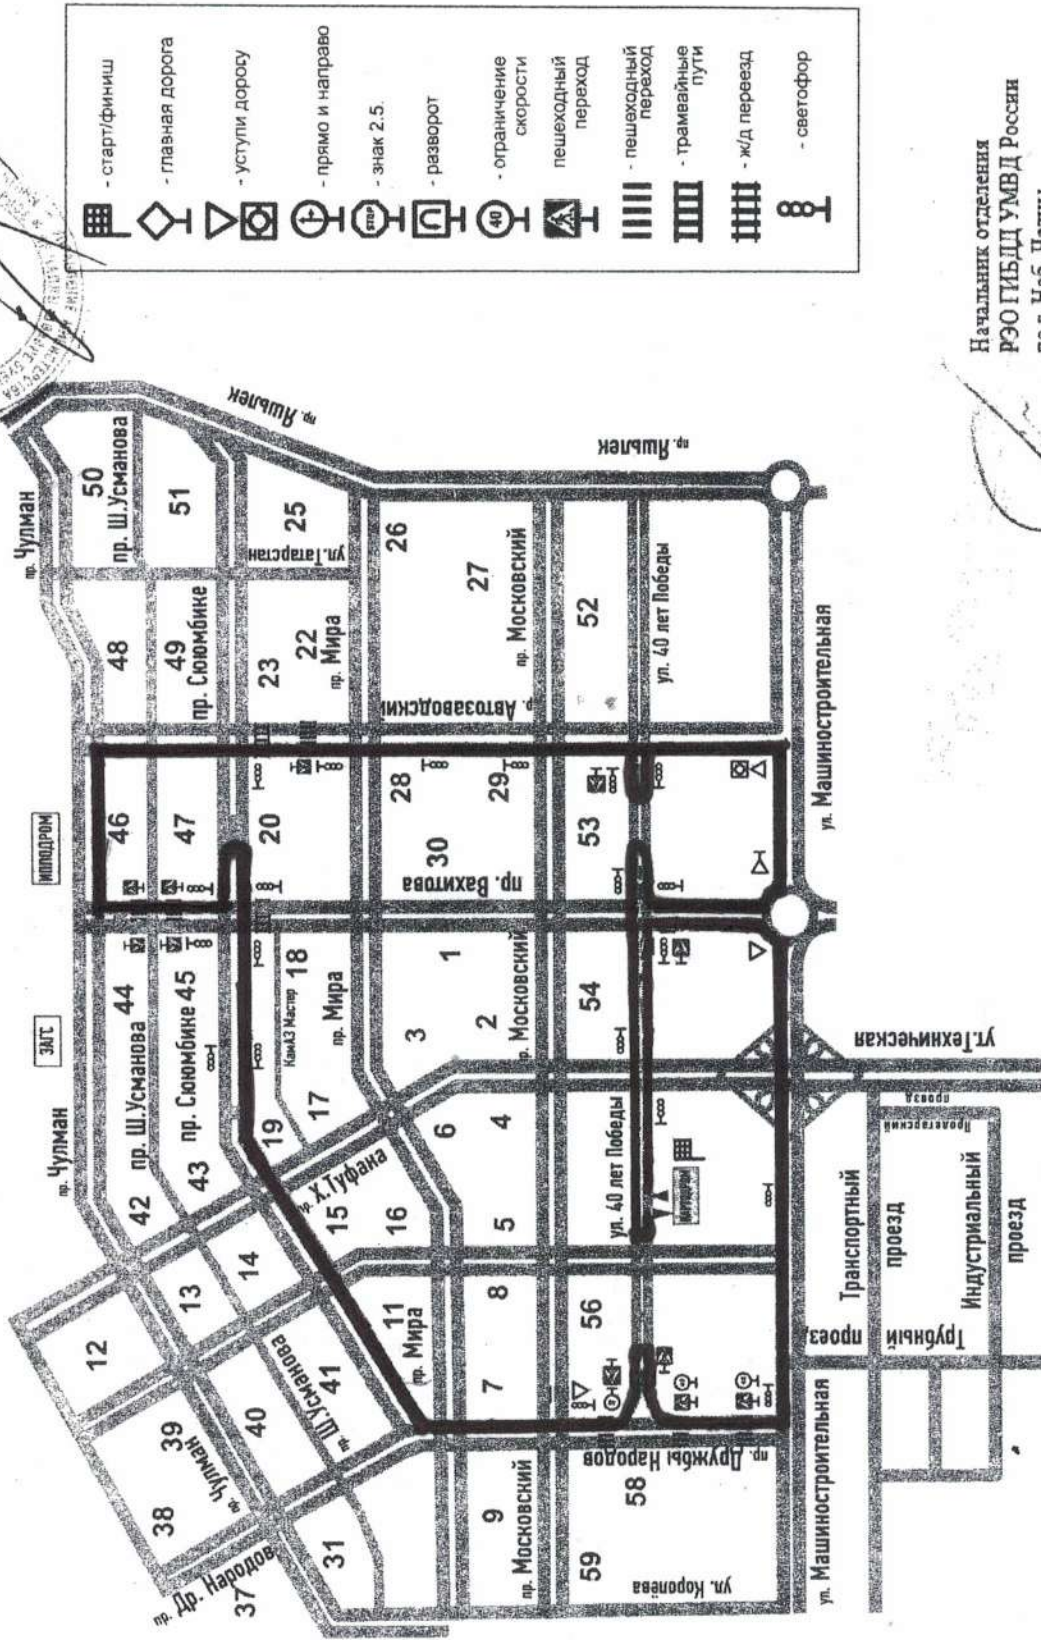 - старт/финиш
- главная дорога
- уступи дорогу
- прямо и направо
- знак 2.5.
STOP
- разворот
- ограничение
скорости
40
пешеходный
переход
- пешеходный
переход
- трамвайные
пути
- ж/д переезд
- светофор
Начальник отделения
РЭО ГИБДД УМВД России
ИППОДРОМ
ЗАГС
пр. Чулман
пр. Чулман
пр. Чулман
пр. Яшьлек
пр. Яшьлек
50
пр. Ш.Усманова
51
48
49
пр. Сююмбике
25
ул.Татарстан
23
22
пр. Мира
26
27
пр. Московский
52
ул. 40 лет Победы
пр. Автозаводский
46
47
20
28
29
30
пр. Вахитова
53
ул. Машиностроительная
44
45
42
пр. Ш.Усманова
43
пр. Сююмбике
КамАЗ Мастер
18
19
17
пр. Мира
1
2
3
пр. Московский
54
4
6
5
ул. 40 лет Победы
ул.Техническая
пр. Х.Туфана
15
16
14
13
12
11
пр. Мира
8
7
56
41
пр. Ш.Усманова
40
39
38
37
31
пр. Др. Народов
9
пр. Московский
пр. Дружбы Народов
58
59
ул. Королёва
ул. Машиностроительная
Транспортный
проезд
Трубный проезд
Индустриальный
проезд
Пролетарский
проезд